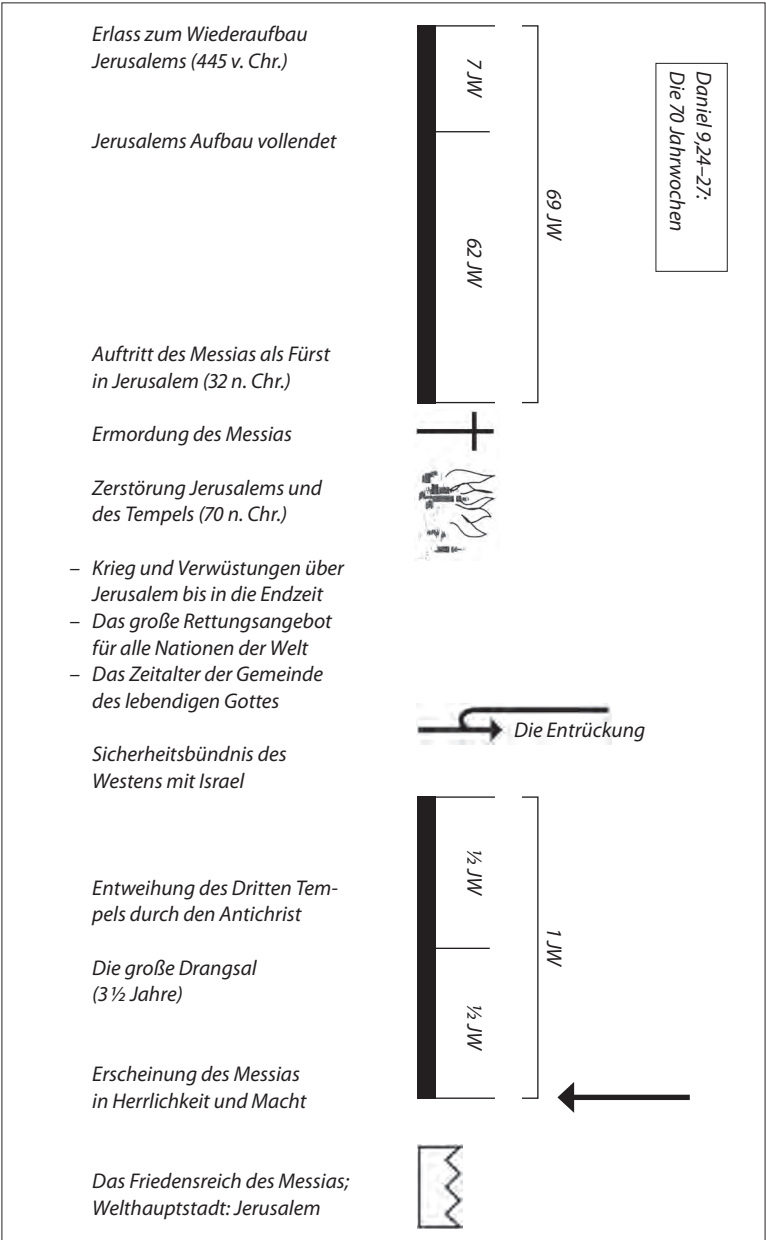 Erlass zum Wiederaufbau
Jerusalems (445 v. Chr.)
7 JW
Daniel 9,24–27:
Die 70 Jahrwochen
Jerusalems Aufbau vollendet
69 JW
62 JW
Auftritt des Messias als Fürst
in Jerusalem (32 n. Chr.)
Ermordung des Messias
Zerstörung Jerusalems und
des Tempels (70 n. Chr.)
– Krieg und Verwüstungen über
Jerusalem bis in die Endzeit
– Das große Rettungsangebot
für alle Nationen der Welt
– Das Zeitalter der Gemeinde
des lebendigen Gottes
Die Entrückung
Sicherheitsbündnis des
Westens mit Israel
½ JW
Entweihung des Dritten Tem-
pels durch den Antichrist
1 JW
Die große Drangsal
(3 ½ Jahre)
½ JW
Erscheinung des Messias
in Herrlichkeit und Macht
Das Friedensreich des Messias;
Welthauptstadt: Jerusalem